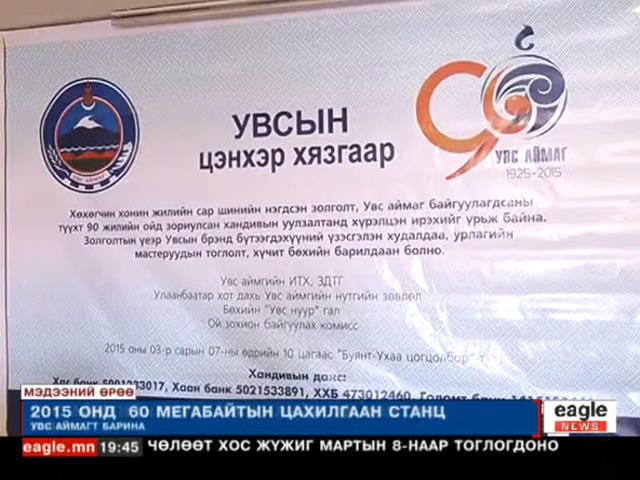 УВСЫН
ЦЭНХЭР ХЯЗГААР
УВС АЙМАГ
УВС АЙМАГ
1925-2015
Хөхөгчин хонин жилийн сар шинийн нэгдсэн золголт, Увс аймаг байгуулагдсаны
түүхт 90 жилийн ойд зориулсан хандивын уулзалтанд хүрэлцэн ирэхийг урьж байна.
Золголтын үеэр Увсын брэнд бүтээгдэхүүний үзэсгэлэн худалдаа, урлагийн
мастеруудын тоглолт, хүчит бөхийн барилдаан болно.
Увс аймгийн ИТХ, ЗДТГ
Улаанбаатар хот дахь Увс аймгийн нутгийн зөвлөл
Бөхийн "Увс нуур" гал
Ой зохион байгуулах комисс
2015 оны 03-р сарын 07-ны өдрийн 10 цагаас "Буянт-Ухаа цогцолбор"-т
Хандивын данс:
банк Хаан банк 5021533891, ХХБ 473012460, Голомт банк
МЭДЭЭНИЙ ӨРӨӨ
2015 ОНД 60 МЕГАБАЙТЫН ЦАХИЛГААН СТАНЦ
УВС АЙМАГТ БАРИНА
eagle
NEWS
eagle.mn 19:45 ЧӨЛӨӨТ ХОС ЖҮЖИГ МАРТЫН 8-НААР ТОГЛОГДОНО